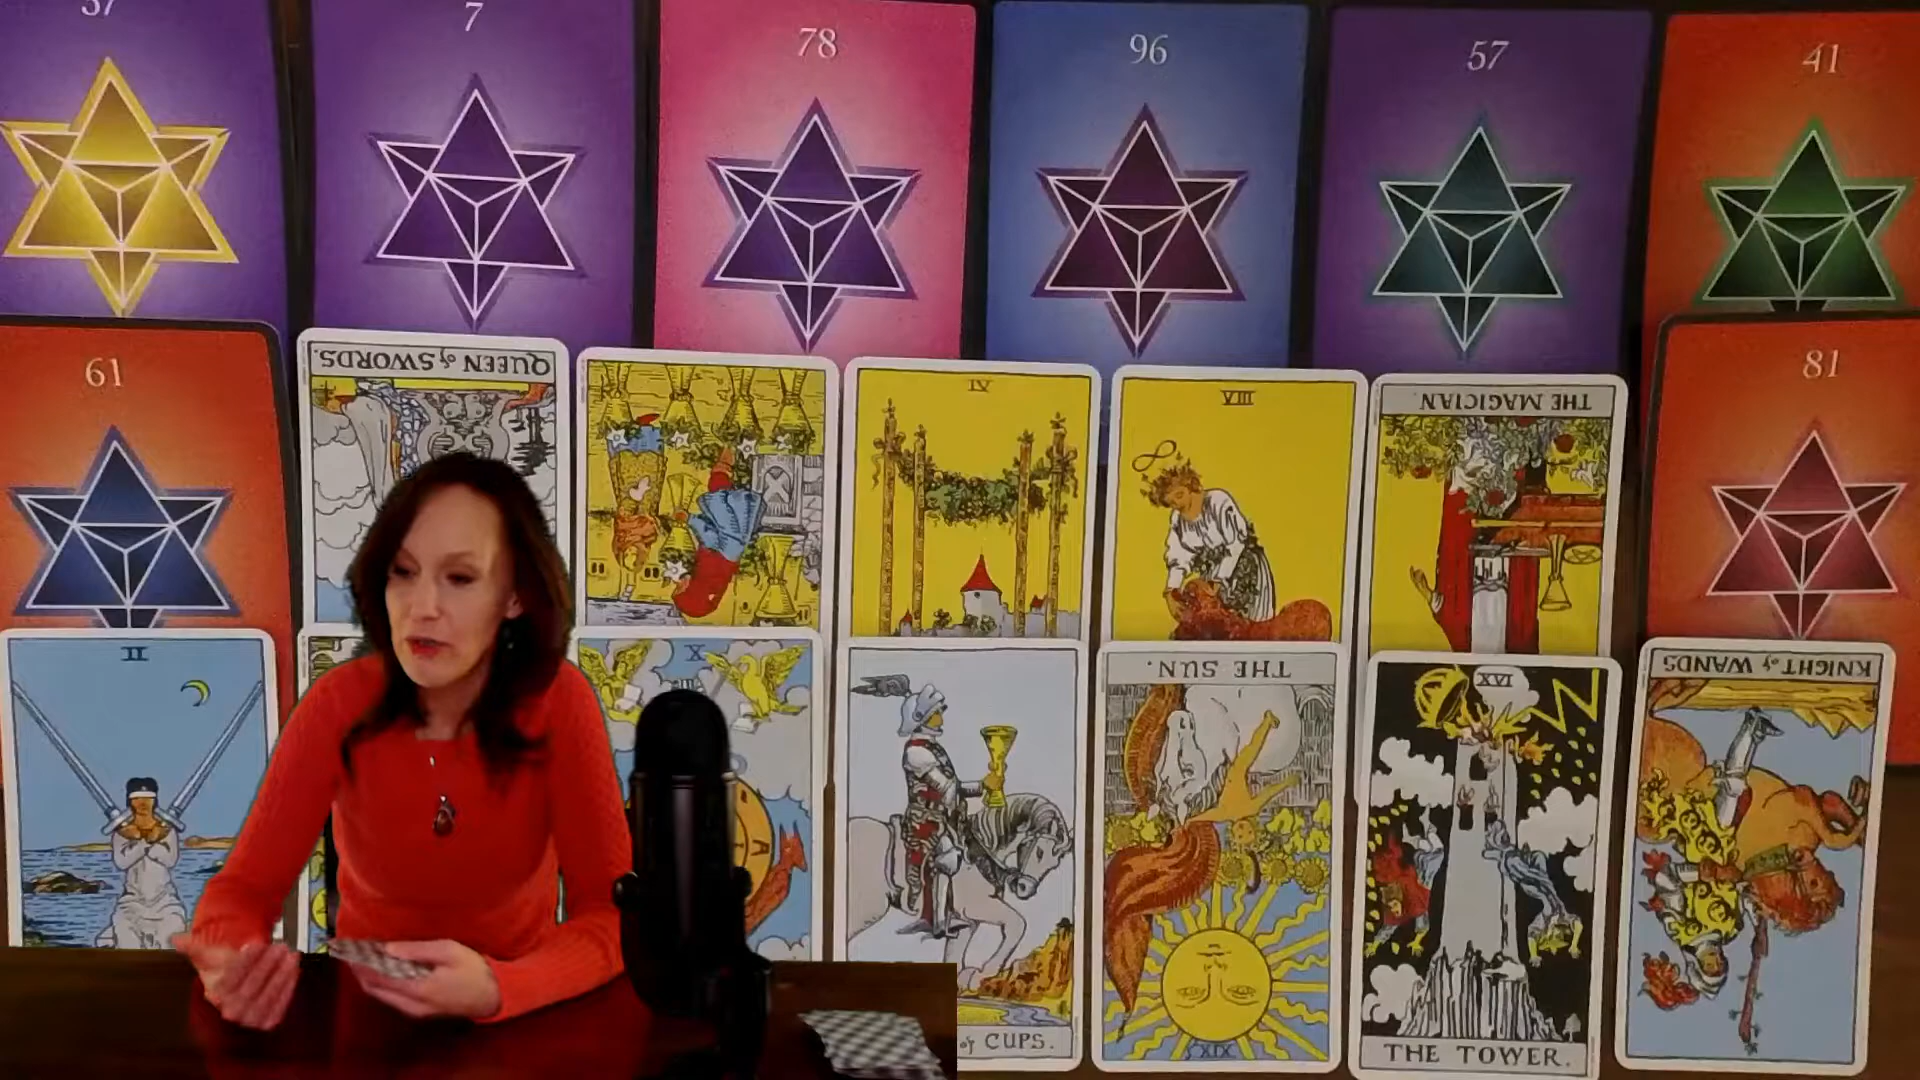 7
78
96
57
41
61
81
QUEEN of SWORDS.
IV
VIII
THE MAGICIAN.
II
X
THE SUN.
XVI
KNIGHT of WANDS
of CUPS.
XIX
THE TOWER.